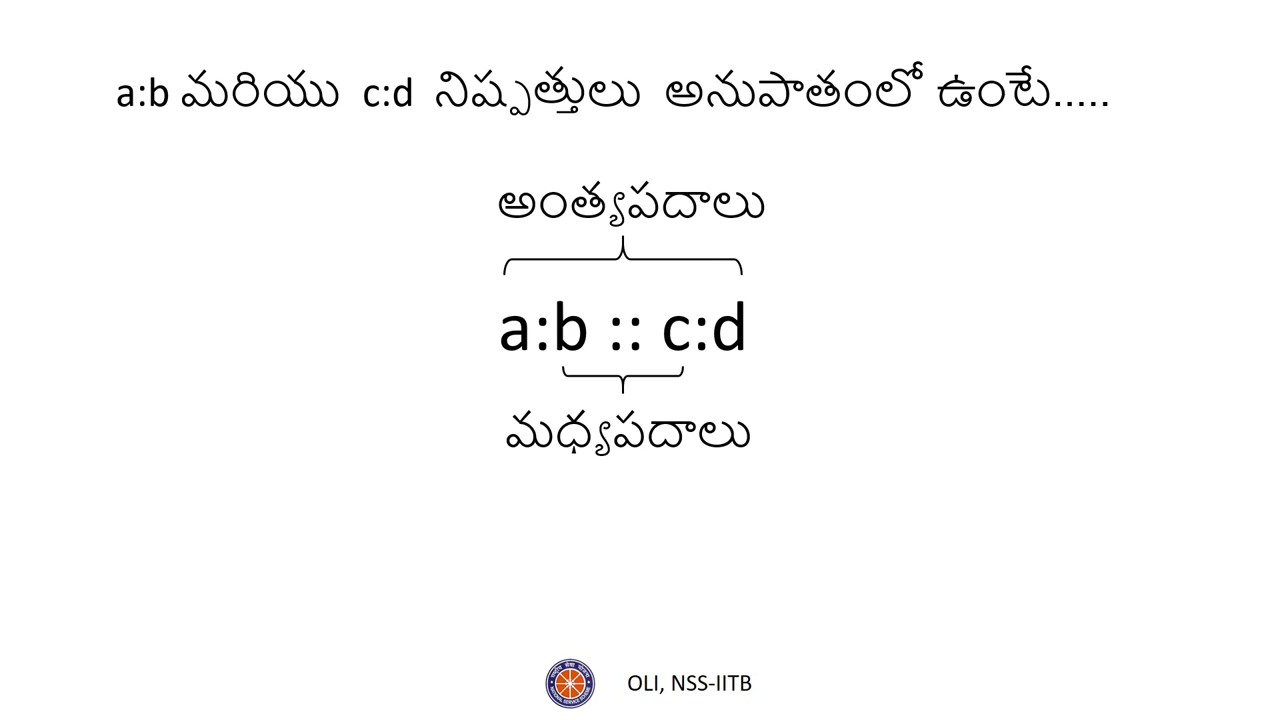 a:b మరియు c:d నిష్పత్తులు అనుపాతంలో ఉంటే.....
అంత్యపదాలు
a:b :: c:d
మధ్యపదాలు
OLI, NSS-IITB